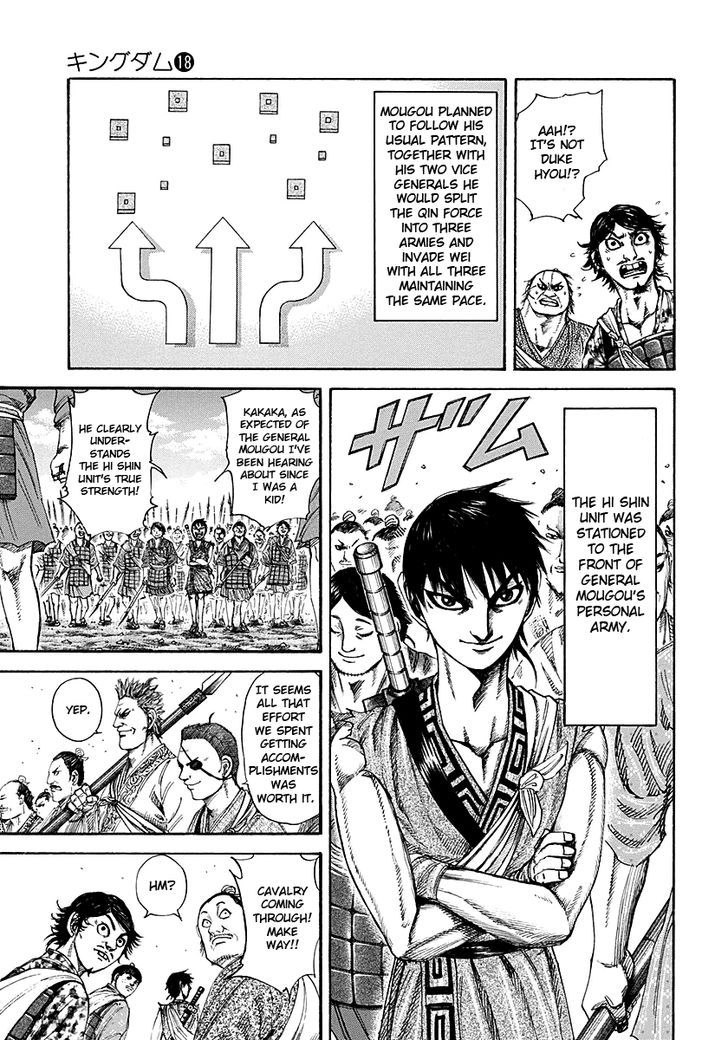 キングダム18
AAH!?
IT'S NOT
DUKE
HYOU!?
MOUGOU PLANNED
TO FOLLOW HIS
USUAL PATTERN,
TOGETHER WITH
HIS TWO VICE
GENERALS HE
WOULD SPLIT
THE QIN FORCE
INTO THREE
ARMIES AND
INVADE WEI
WITH ALL THREE
MAINTAINING
THE SAME PACE.
THE HI SHIN
UNIT WAS
STATIONED
TO THE
FRONT OF
GENERAL
MOUGOU'S
PERSONAL
ARMY.
ザム
KAKAKA, AS
EXPECTED OF
THE GENERAL
MOUGOU I'VE
BEEN HEARING
ABOUT SINCE
I WAS A
KID!
HE CLEARLY
UNDER-
STANDS
THE HI SHIN
UNIT'S TRUE
STRENGTH!
IT SEEMS
ALL THAT
EFFORT
WE SPENT
GETTING
ACCOM-
PLISHMENTS
WAS
WORTH IT.
YEP.
CAVALRY
COMING
THROUGH!
MAKE
WAY!!
HM?